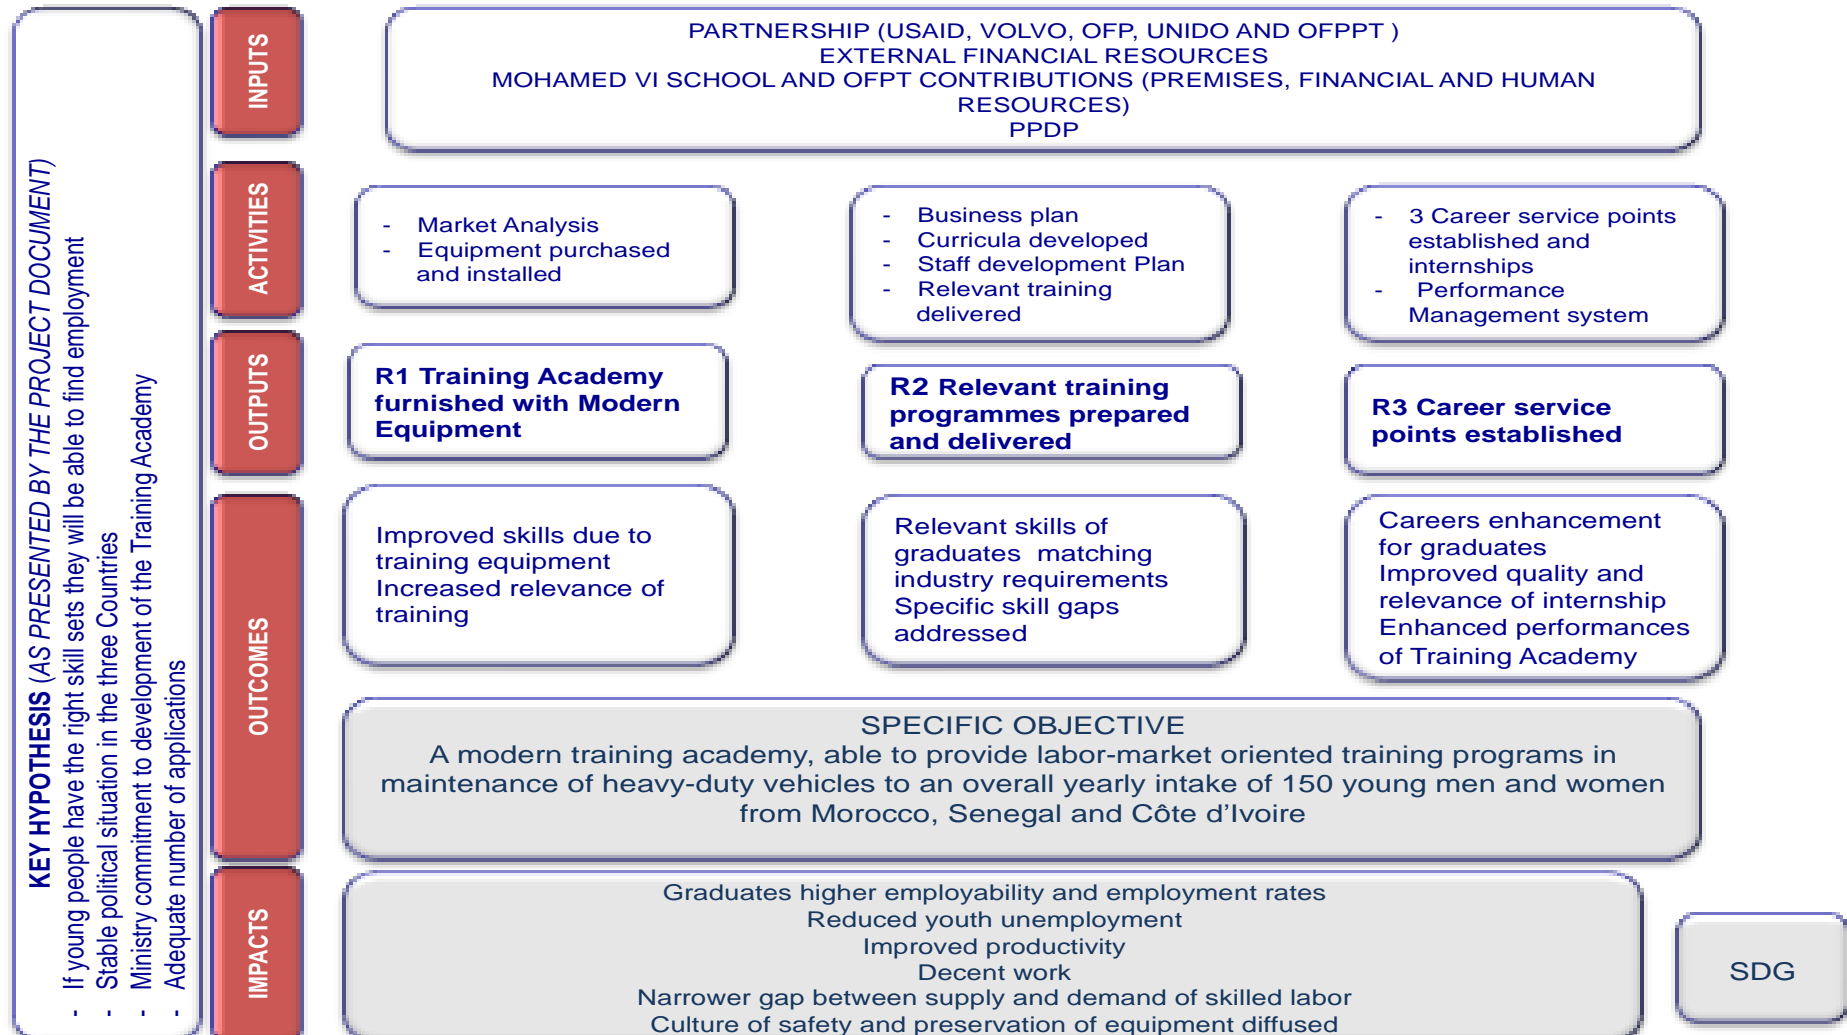 KEY HYPOTHESIS (AS PRESENTED BY THE PROJECT DOCUMENT)
- If young people have the right skill sets they will be able to find employment
- Stable political situation in the three Countries
- Ministry commitment to development of the Training Academy
- Adequate number of applications
INPUTS
PARTNERSHIP (USAID, VOLVO, OFP, UNIDO AND OFPPT )
EXTERNAL FINANCIAL RESOURCES
MOHAMED VI SCHOOL AND OFPT CONTRIBUTIONS (PREMISES, FINANCIAL AND HUMAN
RESOURCES)
PPDP
ACTIVITIES
- Market Analysis
- Equipment purchased
and installed
- Business plan
- Curricula developed
- Staff development Plan
- Relevant training
delivered
- 3 Career service points
established and
internships
- Performance
Management system
OUTPUTS
R1 Training Academy
furnished with Modern
Equipment
R2 Relevant training
programmes prepared
and delivered
R3 Career service
points established
OUTCOMES
Improved skills due to
training equipment
Increased relevance of
training
Relevant skills of
graduates matching
industry requirements
Specific skill gaps
addressed
Careers enhancement
for graduates
Improved quality and
relevance of internship
Enhanced performances
of Training Academy
SPECIFIC OBJECTIVE
A modern training academy, able to provide labor-market oriented training programs in
maintenance of heavy-duty vehicles to an overall yearly intake of 150 young men and women
from Morocco, Senegal and Côte d’Ivoire
IMPACTS
Graduates higher employability and employment rates
Reduced youth unemployment
Improved productivity
Decent work
Narrower gap between supply and demand of skilled labor
Culture of safety and preservation of equipment diffused
SDG